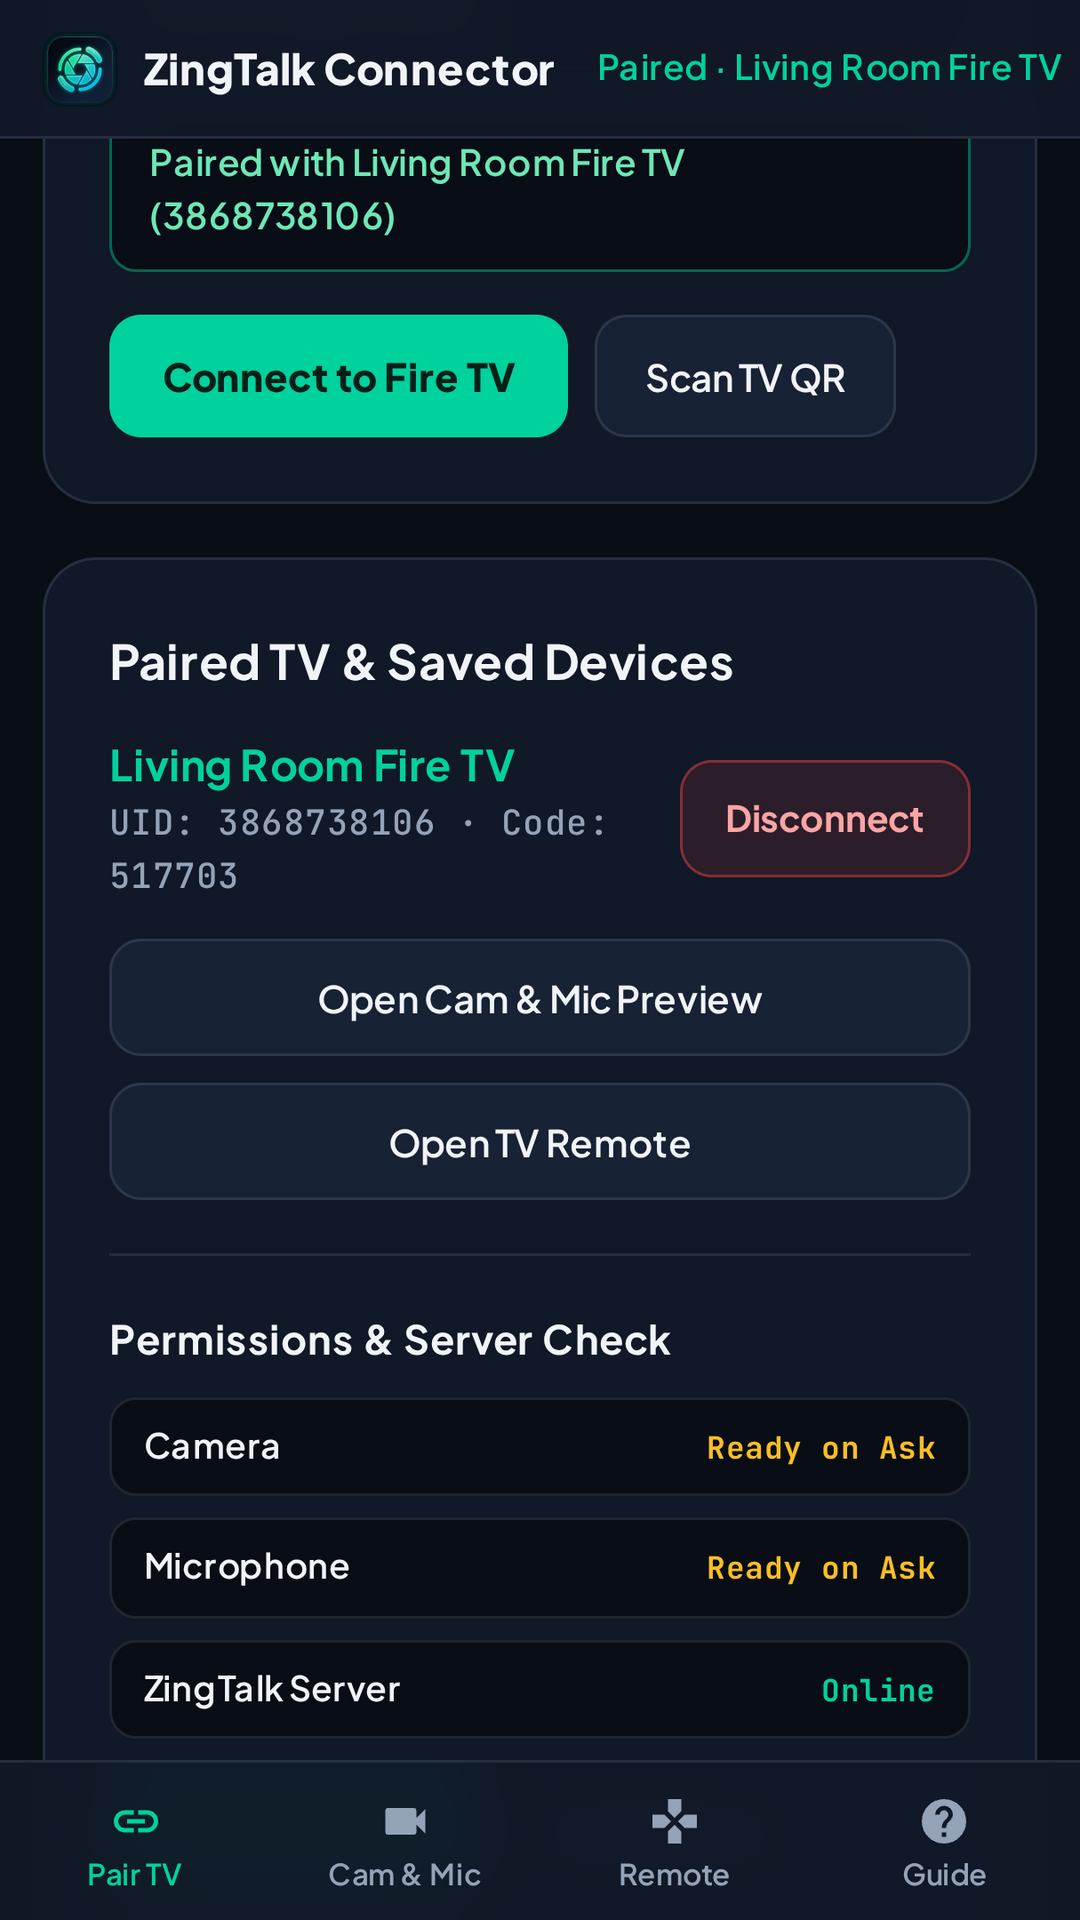 ZingTalk Connector
Paired · Living Room Fire TV
Paired with Living Room Fire TV
(3868738106)
Connect to Fire TV
Scan TV QR
Paired TV & Saved Devices
Living Room Fire TV
UID: 3868738106 · Code:
517703
Disconnect
Open Cam & Mic Preview
Open TV Remote
Permissions & Server Check
Camera
Ready on Ask
Microphone
Ready on Ask
ZingTalk Server
Online
Pair TV
Cam & Mic
Remote
Guide